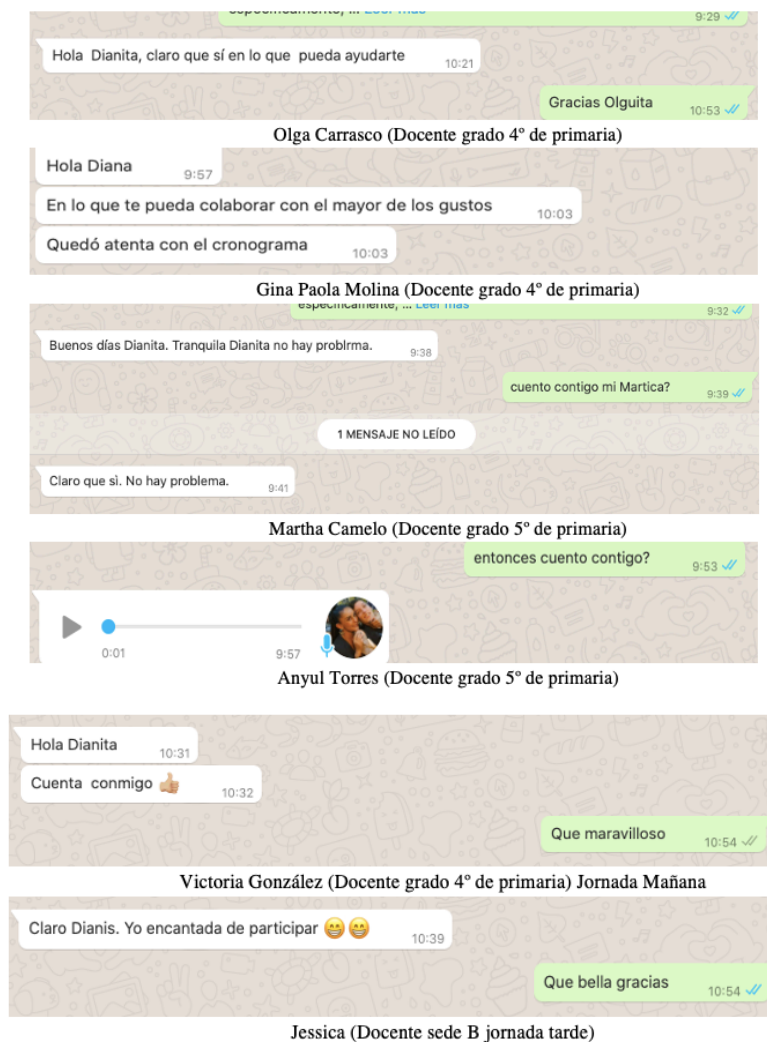 específicamente, ... Leer más
9:29
Hola Dianita, claro que sí en lo que pueda ayudarte
10:21
Gracias Olguita
10:53
Olga Carrasco (Docente grado 4º de primaria)
Hola Diana
9:57
En lo que te pueda colaborar con el mayor de los gustos
10:03
Quedó atenta con el cronograma
10:03
Gina Paola Molina (Docente grado 4º de primaria)
específicamente, ... Leer más
9:32
Buenos días Dianita. Tranquila Dianita no hay problrma.
9:38
cuento contigo mi Martica?
9:39
1 MENSAJE NO LEÍDO
Claro que sì. No hay problema.
9:41
Martha Camelo (Docente grado 5º de primaria)
entonces cuento contigo?
9:53
0:01
9:57
Anyul Torres (Docente grado 5º de primaria)
Hola Dianita
10:31
Cuenta conmigo 👍🏼
10:32
Que maravilloso
10:54
Victoria González (Docente grado 4º de primaria) Jornada Mañana
Claro Dianis. Yo encantada de participar 😁😁
10:39
Que bella gracias
10:54
Jessica (Docente sede B jornada tarde)